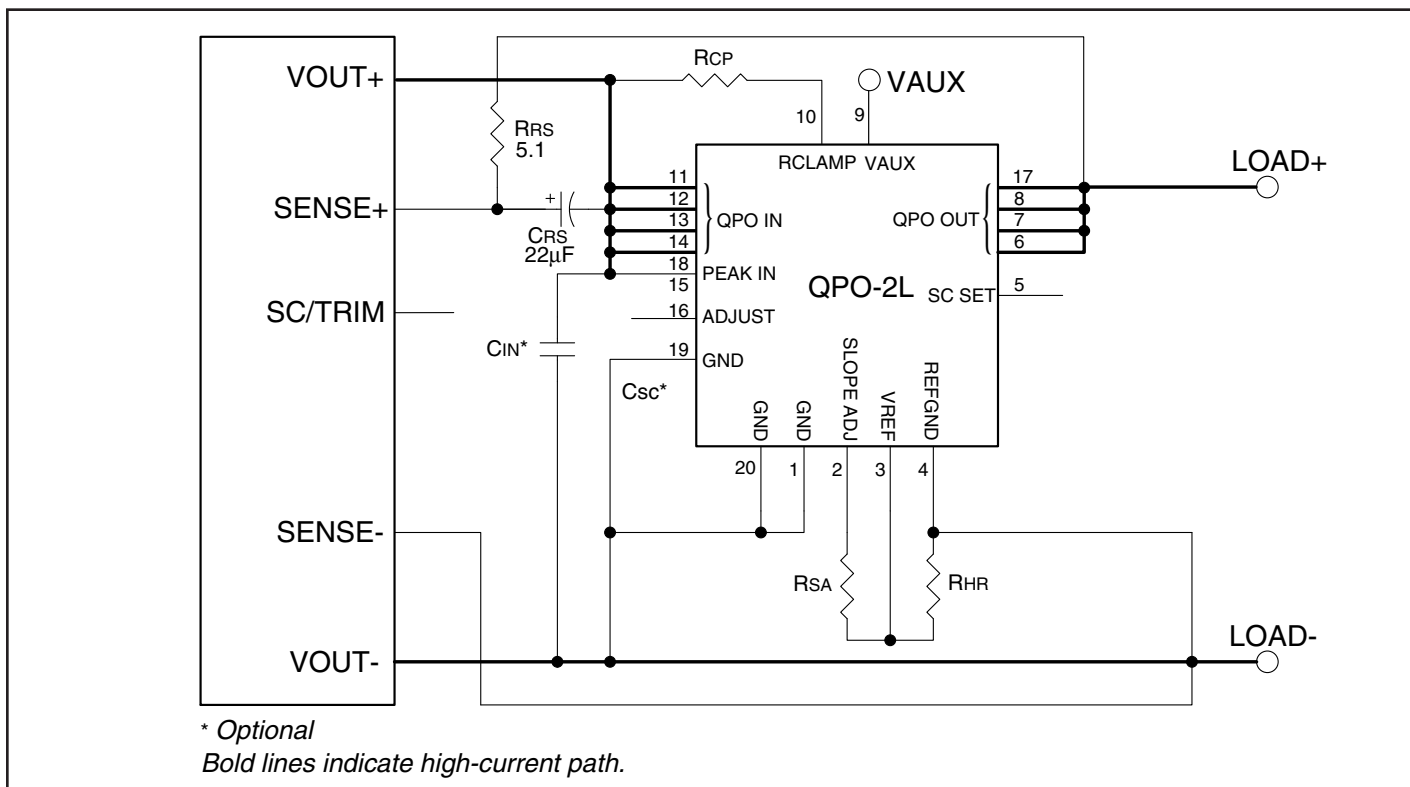 VOUT+
RCP
VAUX
10
9
RRS
5.1
RCLAMP VAUX
LOAD+
11
12
13
14
QPO IN
17
8
7
6
QPO OUT
SENSE+
+
CRS
22µF
18
PEAK IN
15
QPO-2L
SC SET
5
SC/TRIM
16
ADJUST
CIN*
19
GND
CSC*
GND
GND
SLOPE ADJ
VREF
REFGND
20
1
2
3
4
SENSE-
RSA
RHR
LOAD-
VOUT-
* Optional
Bold lines indicate high-current path.